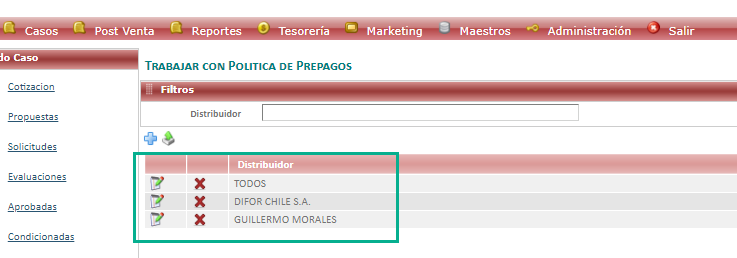 Casos Post Venta Reportes Tesorería Marketing Maestros Administración Salir
do Caso
Cotizacion
Propuestas
Solicitudes
Evaluaciones
Aprobadas
Condicionadas
TRABAJAR CON POLITICA DE PREPAGOS
Filtros
Distribuidor
Distribuidor
TODOS
DIFOR CHILE S.A.
GUILLERMO MORALES